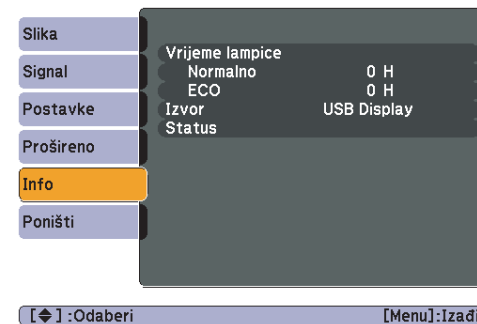 Slika
Signal
Postavke
Prošireno
Info
Poništi
Vrijeme lampice
Normalno 0 H
ECO 0 H
Izvor USB Display
Status
[◆] :Odaberi [Menu]:Izađi